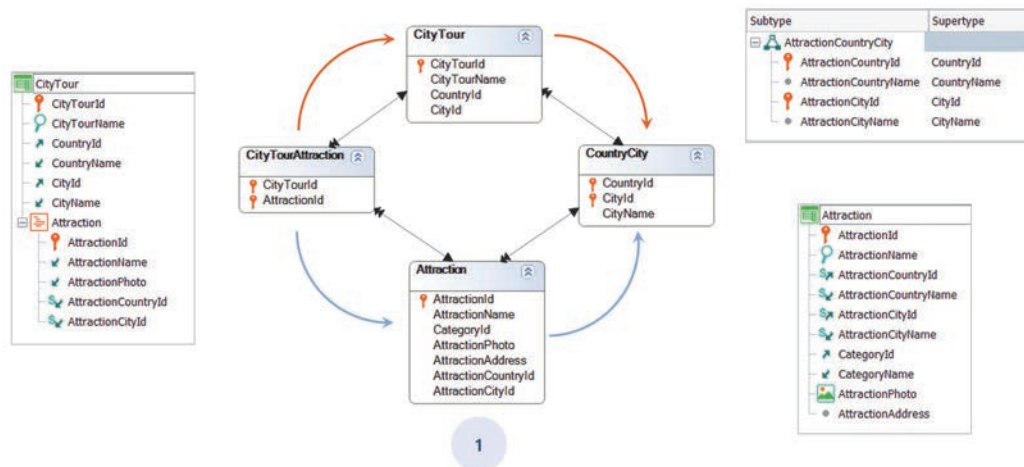 CityTour
CityTourId
CityTourName
CountryId
CountryName
CityId
CityName
Attraction
AttractionId
AttractionName
AttractionPhoto
AttractionCountryId
AttractionCityId
CityTour
CityTourId
CityTourName
CountryId
CityId
CityTourAttraction
CityTourId
AttractionId
CountryCity
CountryId
CityId
CityName
Attraction
AttractionId
AttractionName
CategoryId
AttractionPhoto
AttractionAddress
AttractionCountryId
AttractionCityId
1
Subtype Supertype
AttractionCountryCity
AttractionCountryId CountryId
AttractionCountryName CountryName
AttractionCityId CityId
AttractionCityName CityName
Attraction
AttractionId
AttractionName
AttractionCountryId
AttractionCountryName
AttractionCityId
AttractionCityName
CategoryId
CategoryName
AttractionPhoto
AttractionAddress